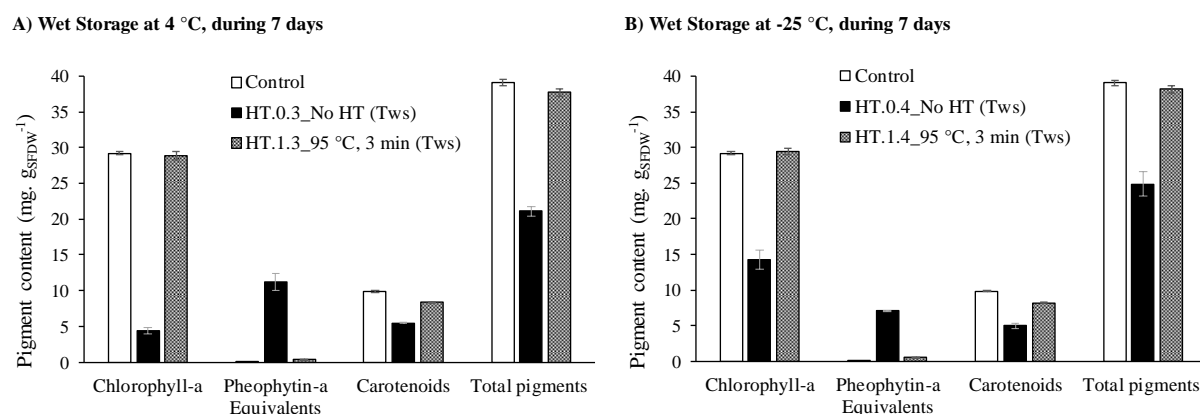 A) Wet Storage at 4 °C, during 7 days
Pigment content (mg. gSFDW-1)
40
35
30
25
20
15
10
5
0
Control
HT.0.3_No HT (Tws)
HT.1.3_95 °C, 3 min (Tws)
Chlorophyll-a
Pheophytin-a
Equivalents
Carotenoids
Total pigments
B) Wet Storage at -25 °C, during 7 days
Pigment content (mg. gSFDW-1)
40
35
30
25
20
15
10
5
0
Control
HT.0.4_No HT (Tws)
HT.1.4_95 °C, 3 min (Tws)
Chlorophyll-a
Pheophytin-a
Equivalents
Carotenoids
Total pigments